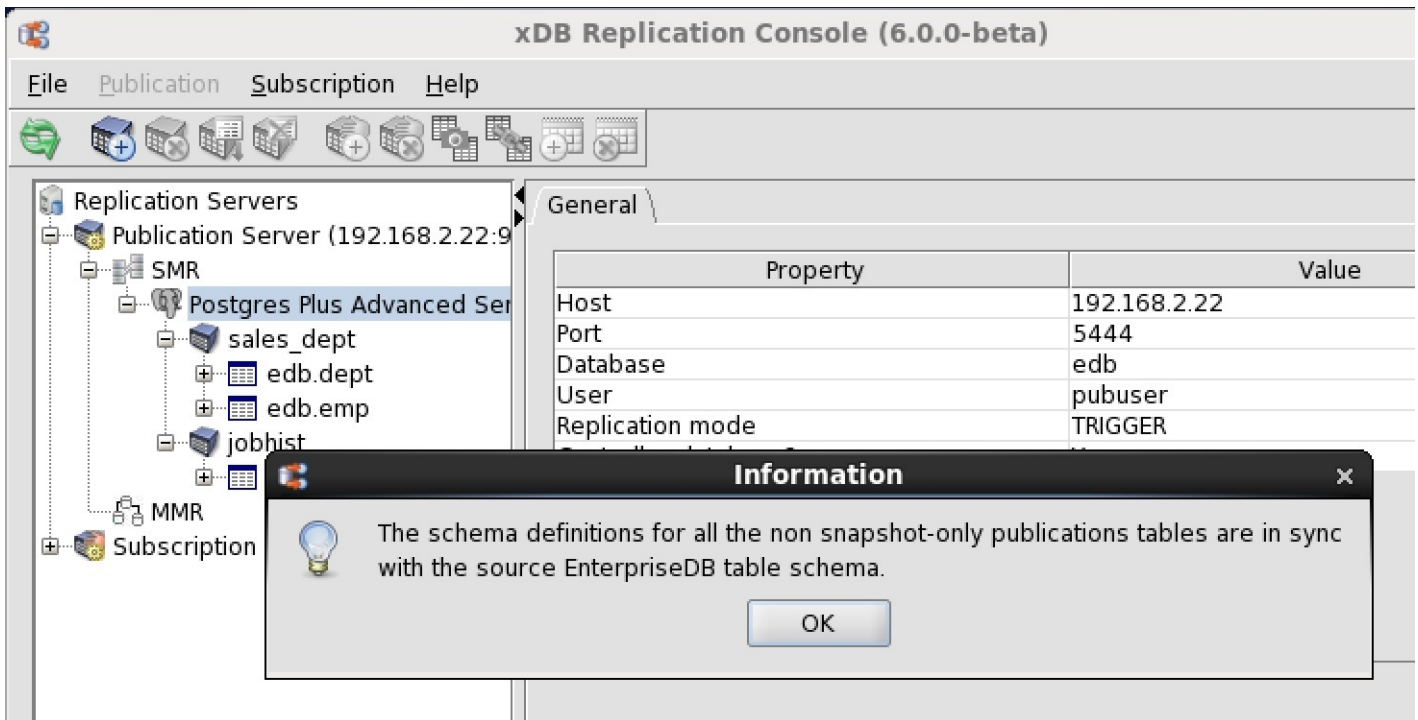 xDB Replication Console (6.0.0-beta)
File Publication Subscription Help
Replication Servers
Publication Server (192.168.2.22:9
SMR
Postgres Plus Advanced Ser
sales_dept
edb.dept
edb.emp
jobhist
MMR
Subscription
General
Property Value
Host 192.168.2.22
Port 5444
Database edb
User pubuser
Replication mode TRIGGER
Information
The schema definitions for all the non snapshot-only publications tables are in sync
with the source EnterpriseDB table schema.
OK